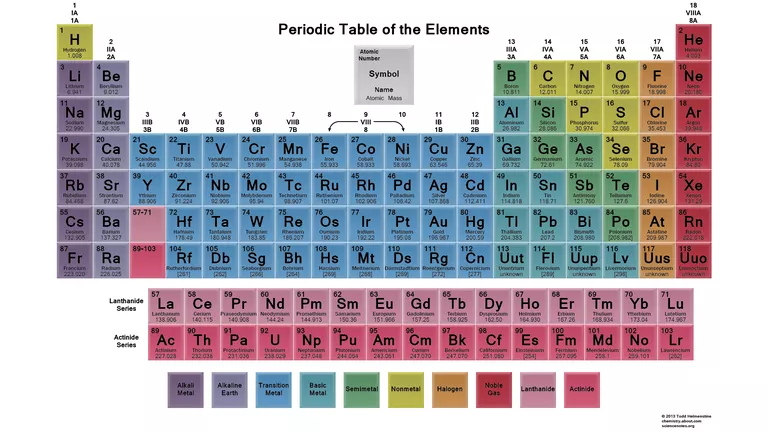 1
IA
1A
18
VIIIA
8A
Periodic Table of the Elements
2
IIA
2A
13 14 15 16 17
IIIA IVA VA VIA VIIA
3A 4A 5A 6A 7A
Atomic
Number
Symbol
Name
Atomic Mass
1 2
H He
Hydrogen Helium
1.008 4.003
3 4 5 6 7 8 9 10
Li Be B C N O F Ne
Lithium Beryllium Boron Carbon Nitrogen Oxygen Fluorine Neon
6.941 9.012 10.811 12.011 14.007 15.999 18.998 20.180
3 4 5 6 7 8 9 10 11 12
IIIB IVB VB VIB VIIB VIII IB IIB
3B 4B 5B 6B 7B 8 1B 2B
11 12 13 14 15 16 17 18
Na Mg Al Si P S Cl Ar
Sodium Magnesium Aluminum Silicon Phosphorus Sulfur Chlorine Argon
22.990 24.305 26.982 28.086 30.974 32.066 35.453 39.948
19 20 21 22 23 24 25 26 27 28 29 30 31 32 33 34 35 36
K Ca Sc Ti V Cr Mn Fe Co Ni Cu Zn Ga Ge As Se Br Kr
Potassium Calcium Scandium Titanium Vanadium Chromium Manganese Iron Cobalt Nickel Copper Zinc Gallium Germanium Arsenic Selenium Bromine Krypton
39.098 40.078 44.956 47.88 50.942 51.996 54.938 55.933 58.933 58.693 63.546 65.39 69.732 72.61 74.922 78.09 79.904 84.80
37 38 39 40 41 42 43 44 45 46 47 48 49 50 51 52 53 54
Rb Sr Y Zr Nb Mo Tc Ru Rh Pd Ag Cd In Sn Sb Te I Xe
Rubidium Strontium Yttrium Zirconium Niobium Molybdenum Technetium Ruthenium Rhodium Palladium Silver Cadmium Indium Tin Antimony Tellurium Iodine Xenon
84.468 87.62 88.906 91.224 92.906 95.94 98.907 101.07 102.906 106.42 107.868 112.411 114.818 118.71 121.760 127.6 126.904 131.29
55 56 57-71 72 73 74 75 76 77 78 79 80 81 82 83 84 85 86
Cs Ba Hf Ta W Re Os Ir Pt Au Hg Tl Pb Bi Po At Rn
Cesium Barium Hafnium Tantalum Tungsten Rhenium Osmium Iridium Platinum Gold Mercury Thallium Lead Bismuth Polonium Astatine Radon
132.905 137.327 178.49 180.948 183.85 186.207 190.23 192.22 195.08 196.967 200.59 204.383 207.2 208.980 [208.982] 209.987 222.018
87 88 89-103 104 105 106 107 108 109 110 111 112 113 114 115 116 117 118
Fr Ra Rf Db Sg Bh Hs Mt Ds Rg Cn Uut Fl Uup Lv Uus Uuo
Francium Radium Rutherfordium Dubnium Seaborgium Bohrium Hassium Meitnerium Darmstadtium Roentgenium Copernicium Ununtrium Flerovium Ununpentium Livermorium Ununseptium Ununoctium
223.020 226.025 [261] [262] [266] [264] [269] [268] [269] [272] [277] unknown [289] unknown [298] unknown unknown
Lanthanide
Series
57 58 59 60 61 62 63 64 65 66 67 68 69 70 71
La Ce Pr Nd Pm Sm Eu Gd Tb Dy Ho Er Tm Yb Lu
Lanthanum Cerium Praseodymium Neodymium Promethium Samarium Europium Gadolinium Terbium Dysprosium Holmium Erbium Thulium Ytterbium Lutetium
138.906 140.115 140.908 144.24 144.913 150.36 151.966 157.25 158.925 162.50 164.930 167.26 168.934 173.04 174.967
Actinide
Series
89 90 91 92 93 94 95 96 97 98 99 100 101 102 103
Ac Th Pa U Np Pu Am Cm Bk Cf Es Fm Md No Lr
Actinium Thorium Protactinium Uranium Neptunium Plutonium Americium Curium Berkelium Californium Einsteinium Fermium Mendelevium Nobelium Lawrencium
227.028 232.038 231.036 238.029 237.048 244.064 243.061 247.070 247.070 251.080 [254] 257.095 258.1 259.101 [262]
Alkali Metal
Alkaline Earth
Transition Metal
Basic Metal
Semimetal
Nonmetal
Halogen
Noble Gas
Lanthanide
Actinide
© 2013 Todd Helmenstine
chemistry.about.com
sciencenotes.org